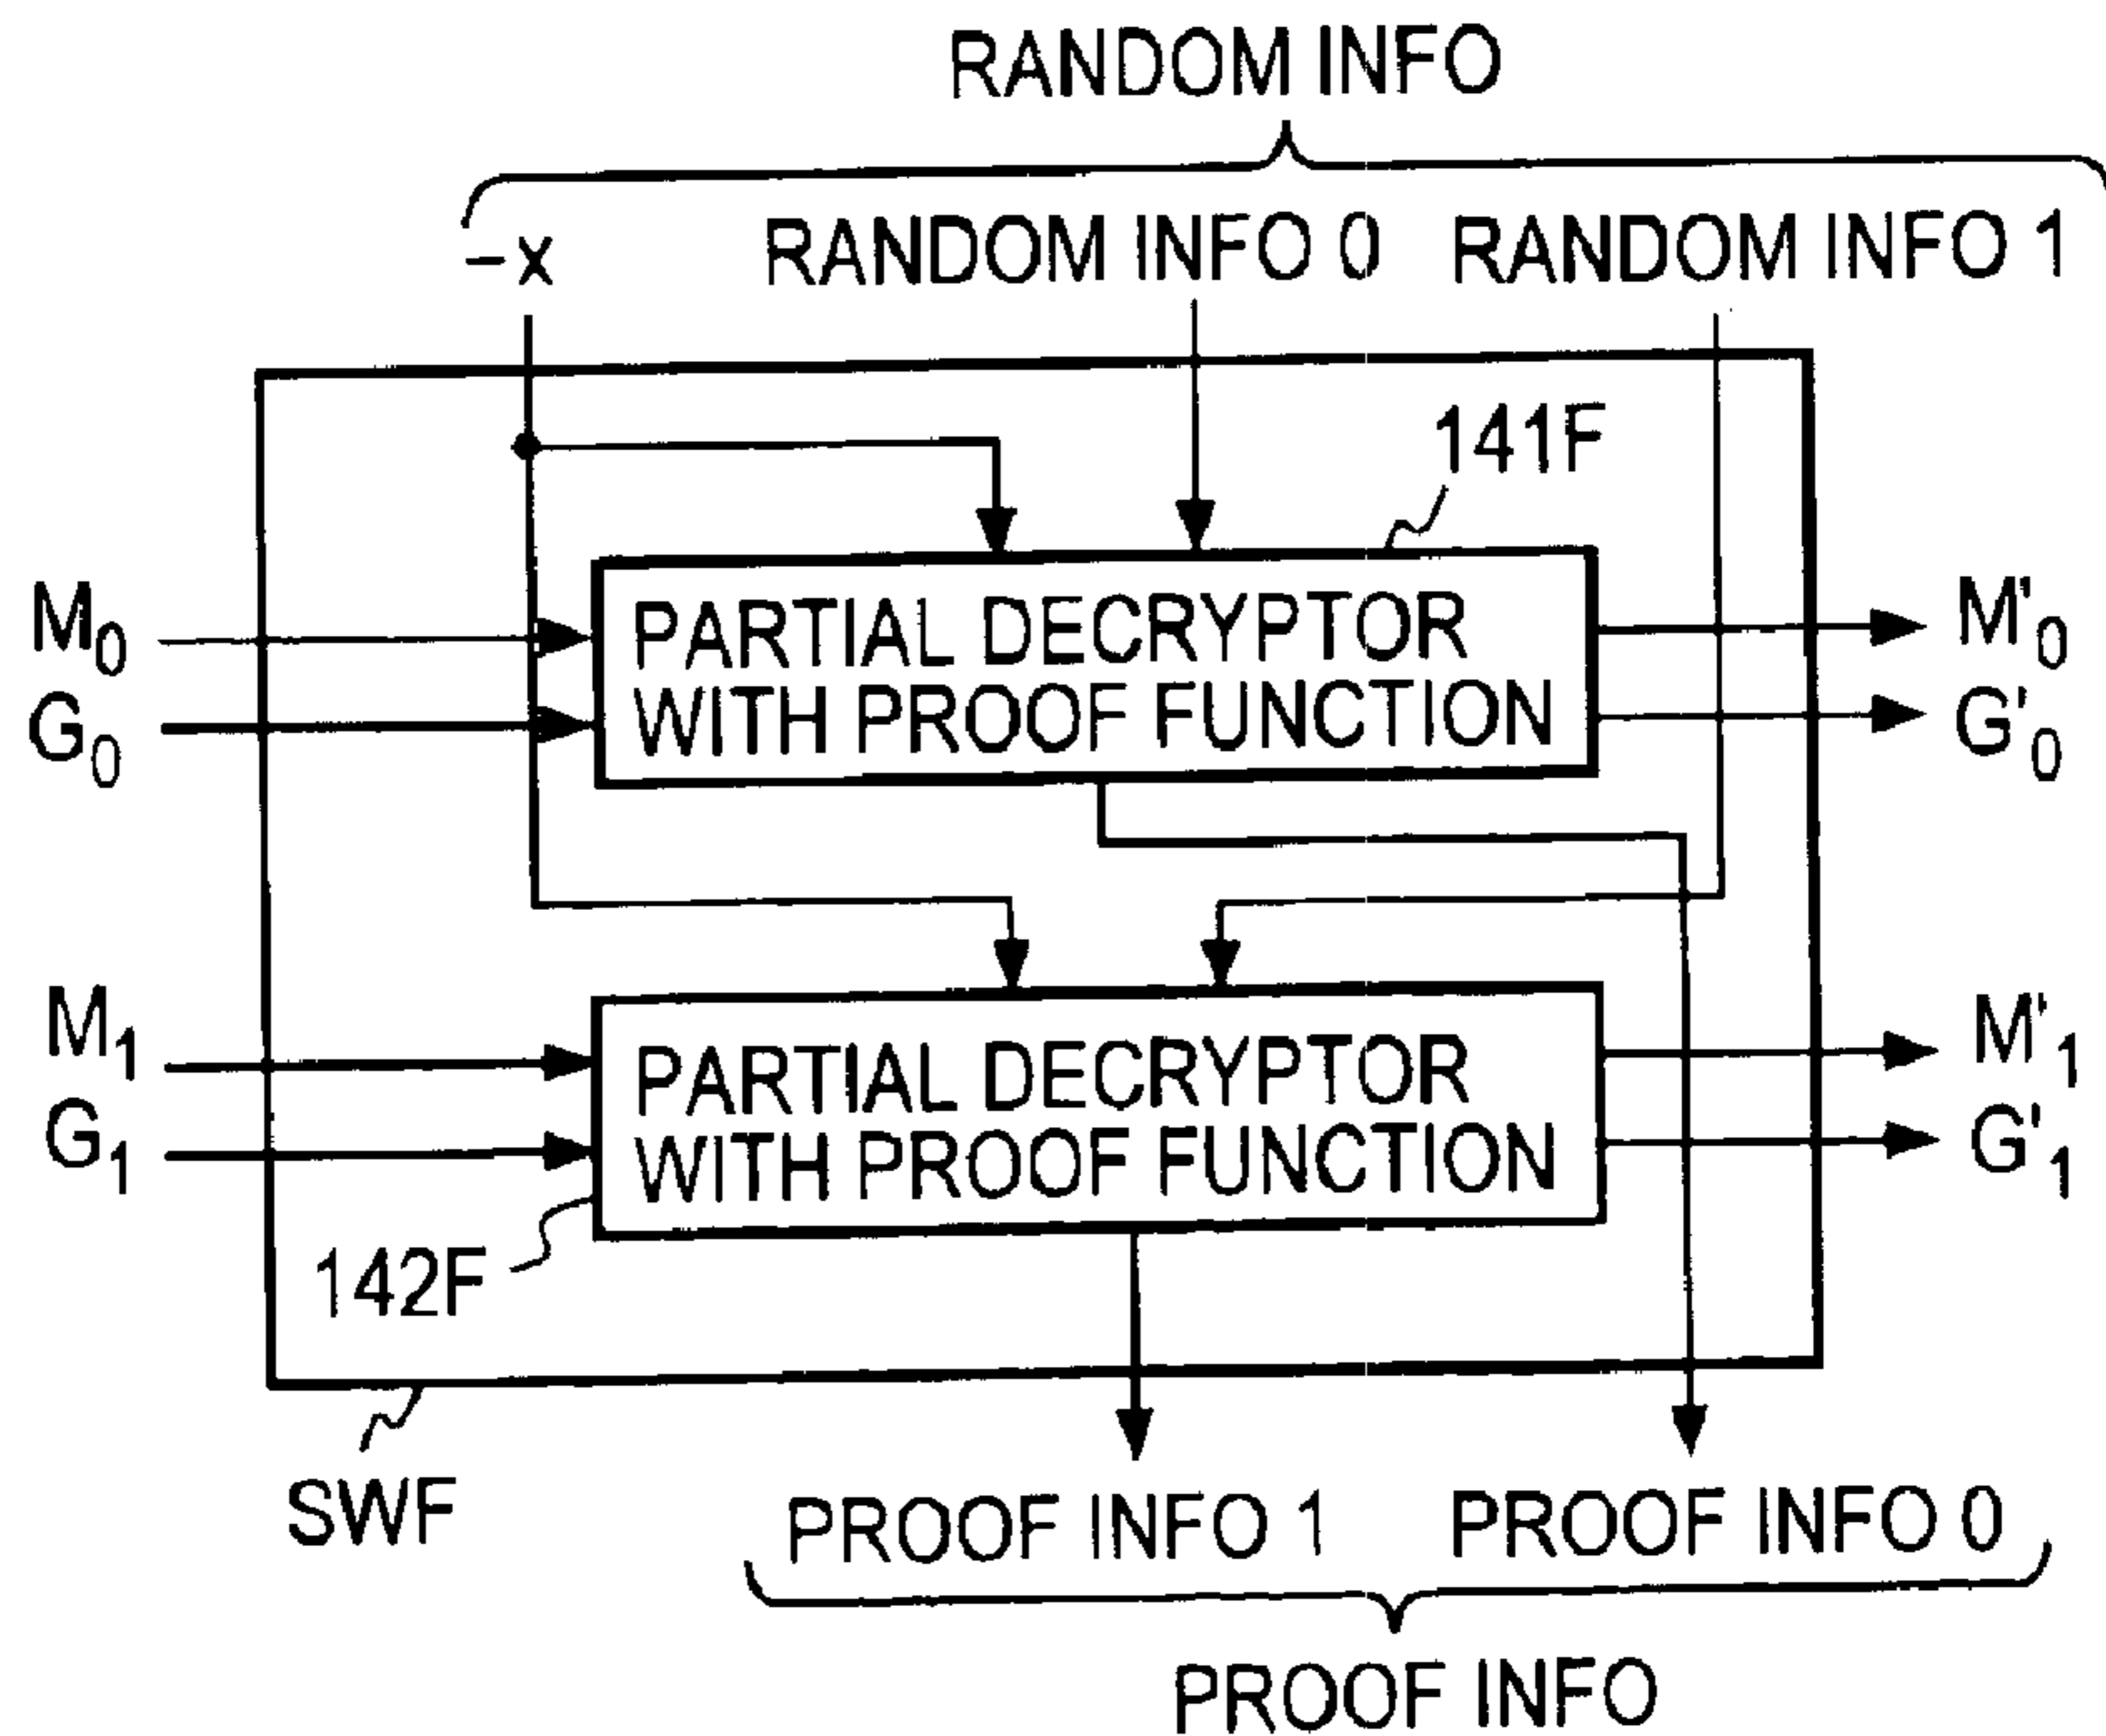 RANDOM INFO
-x RANDOM INFO 0 RANDOM INFO 1
141F
M0 PARTIAL DECRYPTOR M'0
G0 WITH PROOF FUNCTION G'0
M1 PARTIAL DECRYPTOR M'1
G1 WITH PROOF FUNCTION G'1
142F
SWF PROOF INFO 1 PROOF INFO 0
PROOF INFO